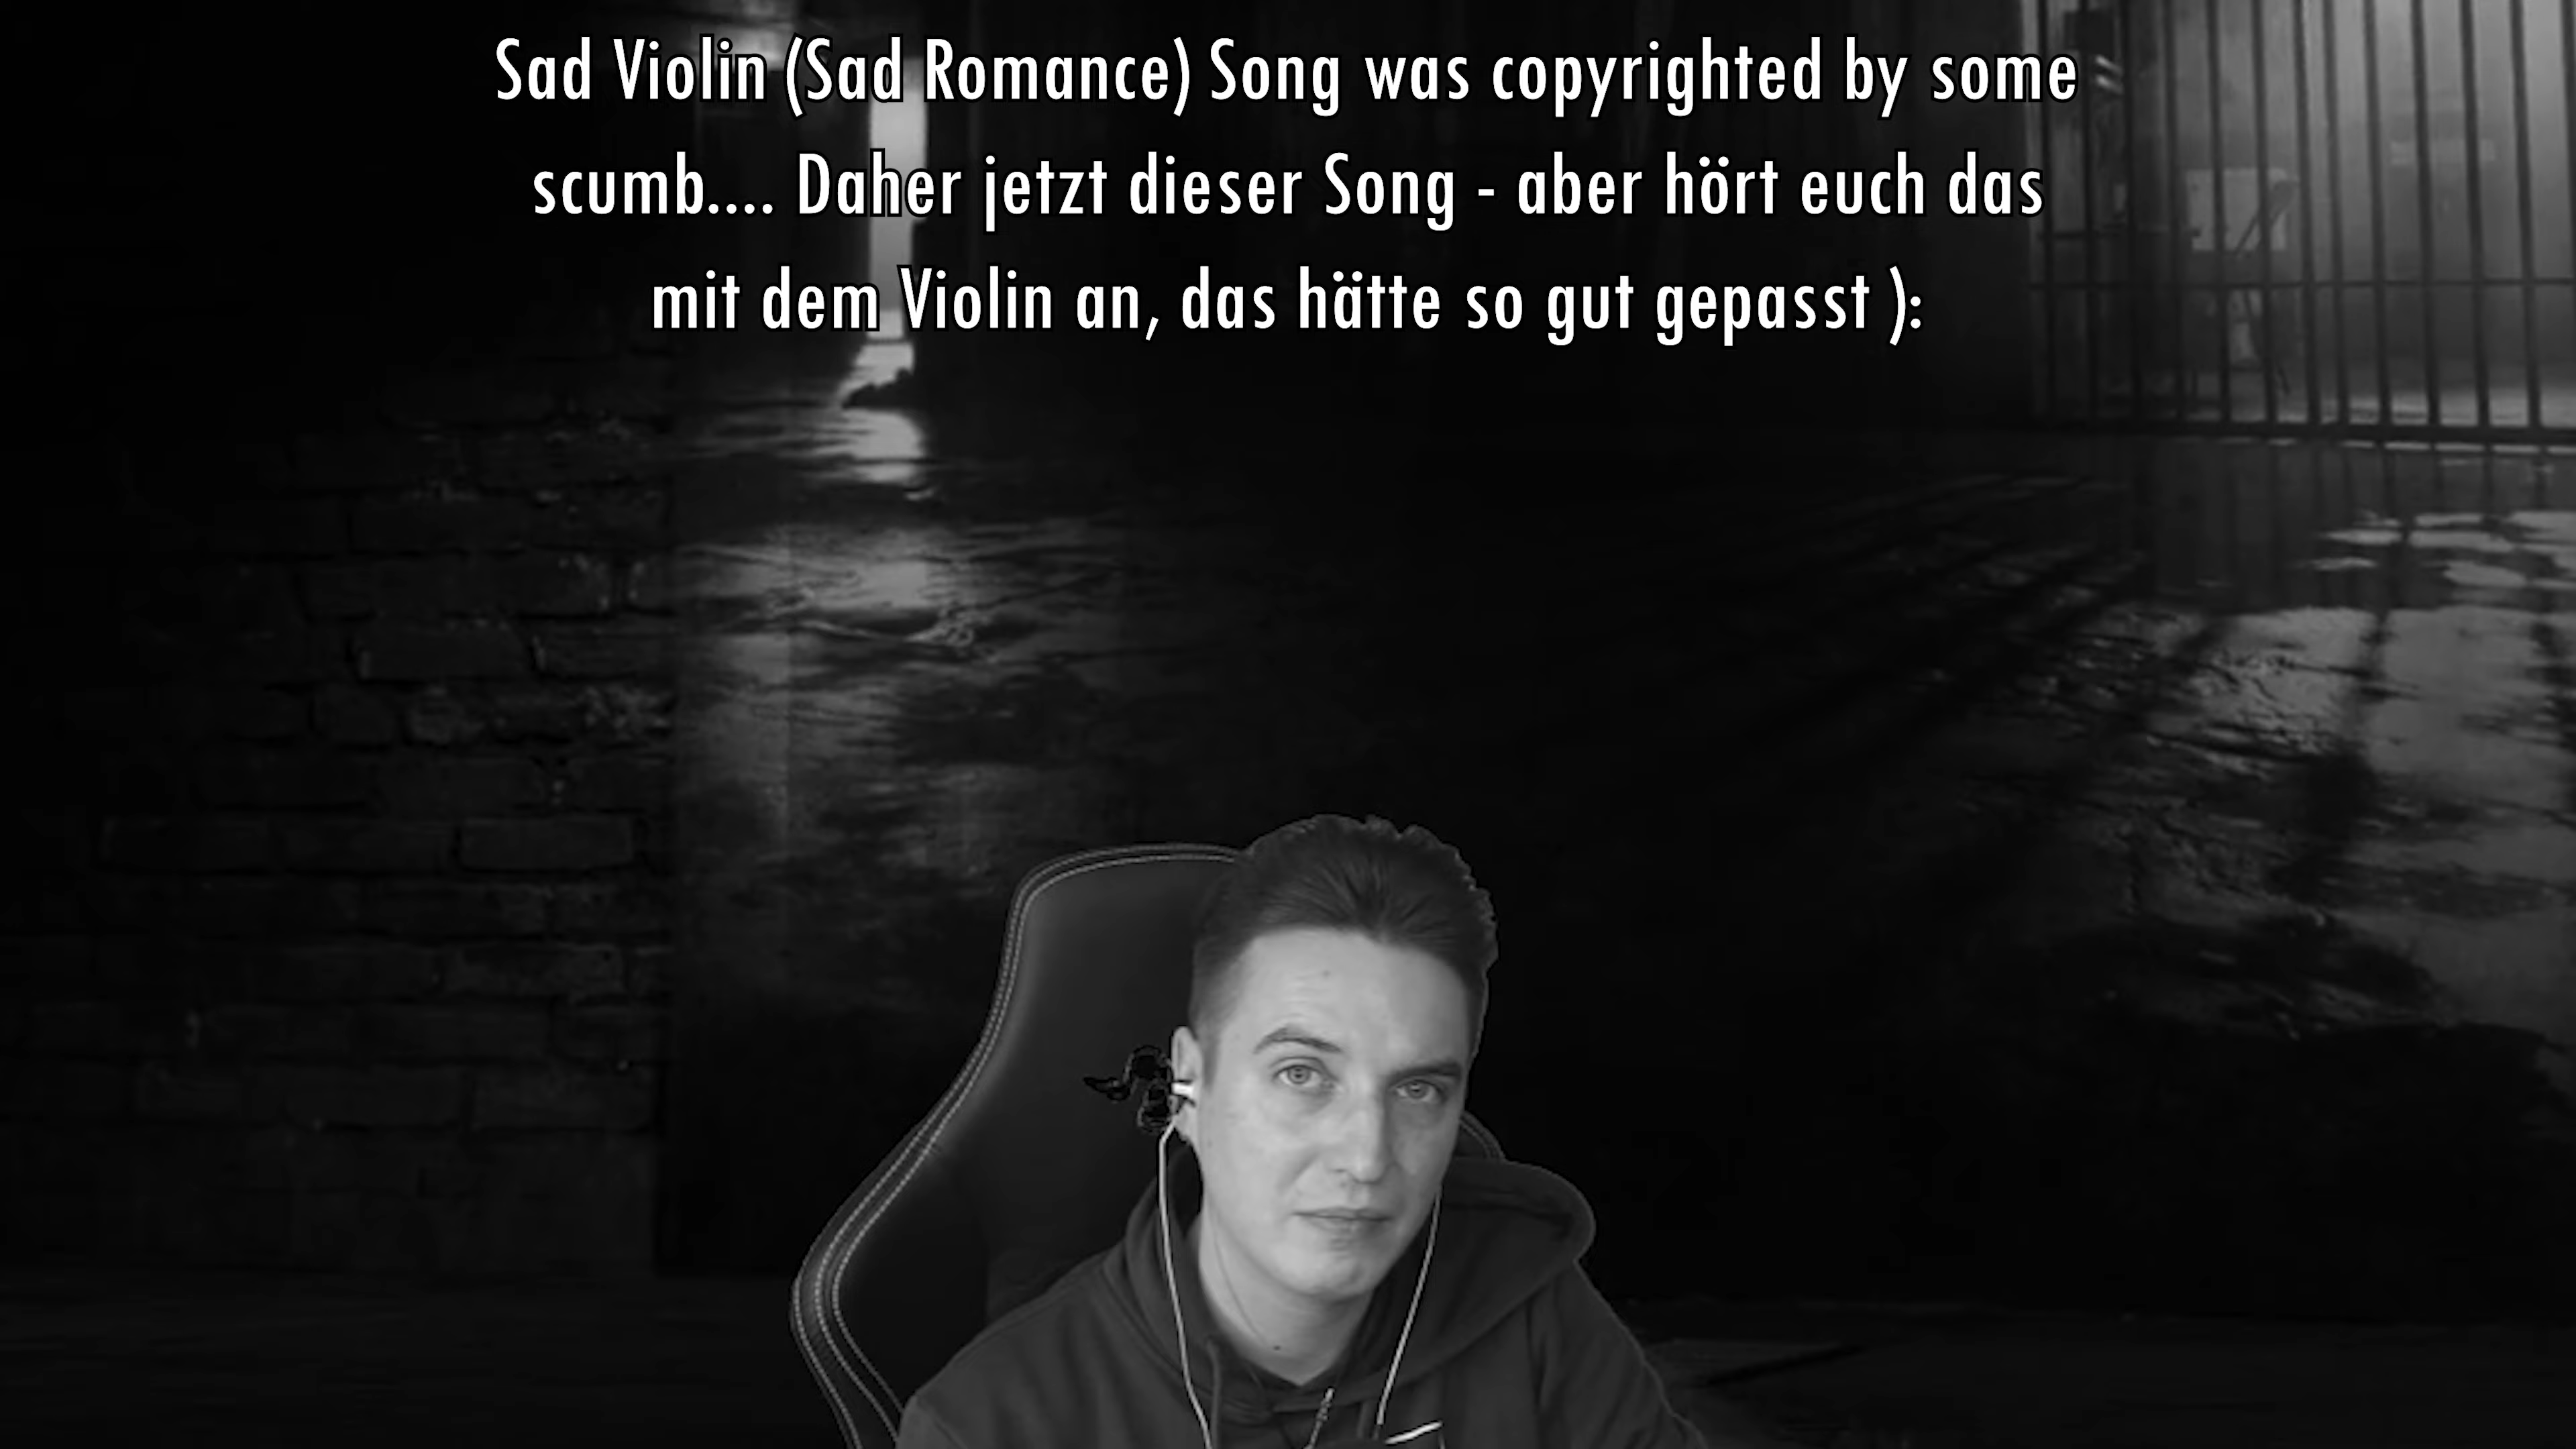 Sad Violin (Sad Romance) Song was copyrighted by some
scumb.... Daher jetzt dieser Song - aber hört euch das
mit dem Violin an, das hätte so gut gepasst ):